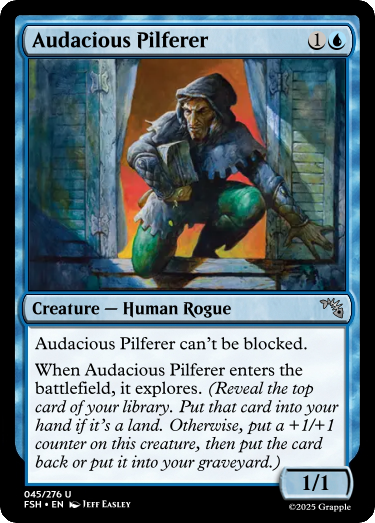 Audacious Pilferer
1
Creature — Human Rogue
Audacious Pilferer can't be blocked.
When Audacious Pilferer enters the
battlefield, it explores. (Reveal the top
card of your library. Put that card into your
hand if it's a land. Otherwise, put a +1/+1
counter on this creature, then put the card
back or put it into your graveyard.)
1/1
045/276 U
FSH • EN Jeff Easley
©2025 Grapple